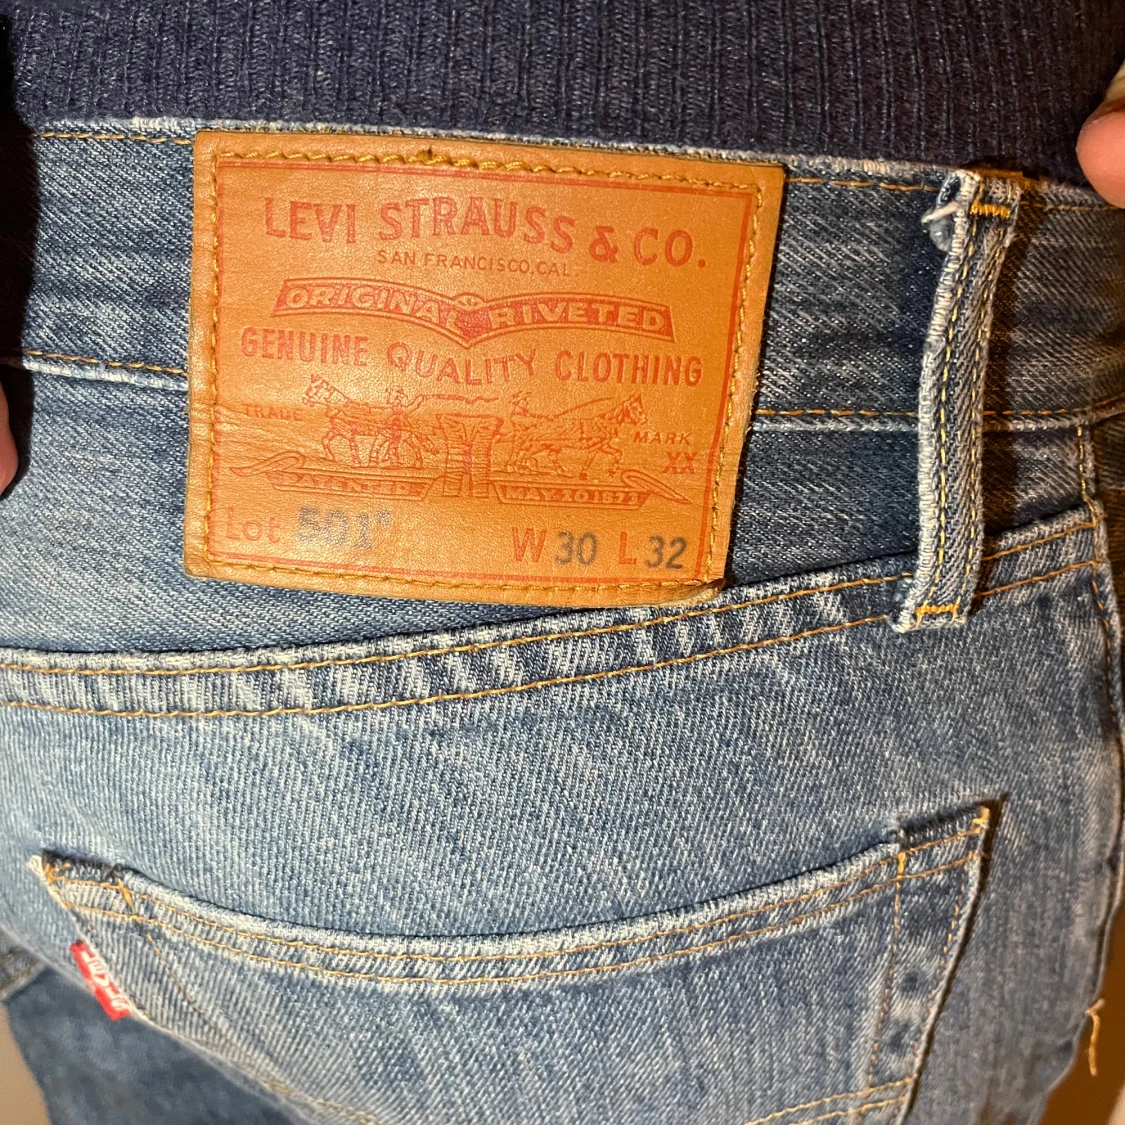 LEVI STRAUSS & CO.
SAN FRANCISCO, CAL.
ORIGINAL RIVETED
GENUINE QUALITY CLOTHING
TRADE MARK
XX
PATENTED MAY 20 1873
Lot 501® W 30 L 32
LEVI'S